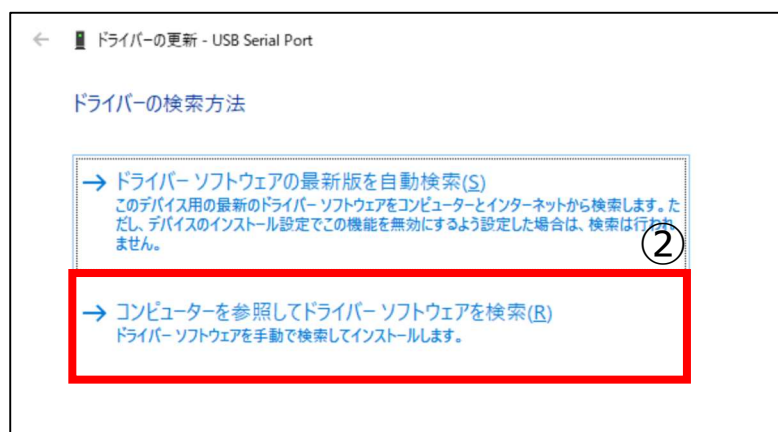 ← ドライバーの更新 - USB Serial Port
ドライバーの検索方法
→ ドライバー ソフトウェアの最新版を自動検索(S)
このデバイス用の最新のドライバー ソフトウェアをコンピューターとインターネットから検索します。た
だし、デバイスのインストール設定でこの機能を無効にするよう設定した場合は、検索は行われ
ません。
②
→ コンピューターを参照してドライバー ソフトウェアを検索(R)
ドライバー ソフトウェアを手動で検索してインストールします。